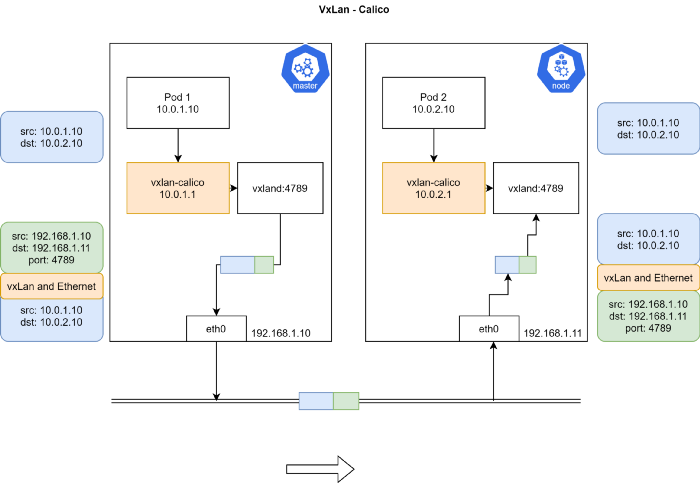 VxLan - Calico
master
node
Pod 1
10.0.1.10
Pod 2
10.0.2.10
src: 10.0.1.10
dst: 10.0.2.10
src: 10.0.1.10
dst: 10.0.2.10
vxlan-calico
10.0.1.1
vxland:4789
vxlan-calico
10.0.2.1
vxland:4789
src: 192.168.1.10
dst: 192.168.1.11
port: 4789
vxLan and Ethernet
src: 10.0.1.10
dst: 10.0.2.10
src: 10.0.1.10
dst: 10.0.2.10
vxLan and Ethernet
src: 192.168.1.10
dst: 192.168.1.11
port: 4789
eth0
192.168.1.10
eth0
192.168.1.11